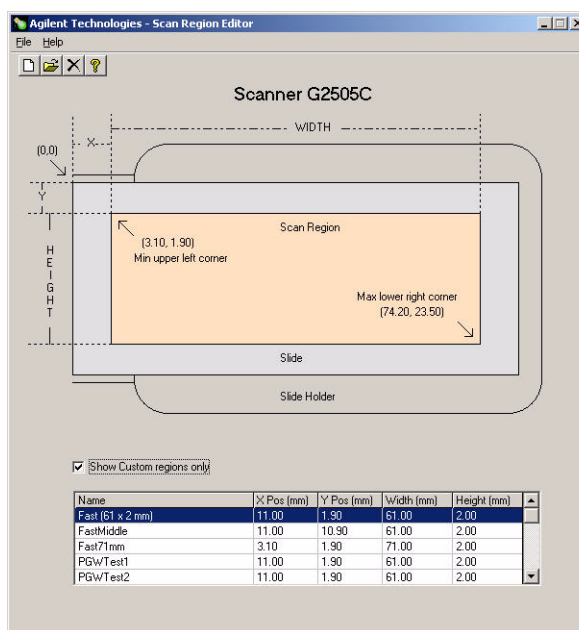 Agilent Technologies - Scan Region Editor
File Help
Scanner G2505C
WIDTH
X
(0,0)
Y
HEIGHT
(3.10, 1.90)
Min upper left corner
Scan Region
Max lower right corner
(74.20, 23.50)
Slide
Slide Holder
Show Custom regions only
Name X Pos (mm) Y Pos (mm) Width (mm) Height (mm)
Fast (61 x 2 mm) 11.00 1.90 61.00 2.00
FastMiddle 11.00 10.90 61.00 2.00
Fast71mm 3.10 1.90 71.00 2.00
PGWTest1 11.00 1.90 61.00 2.00
PGWTest2 11.00 1.90 61.00 2.00